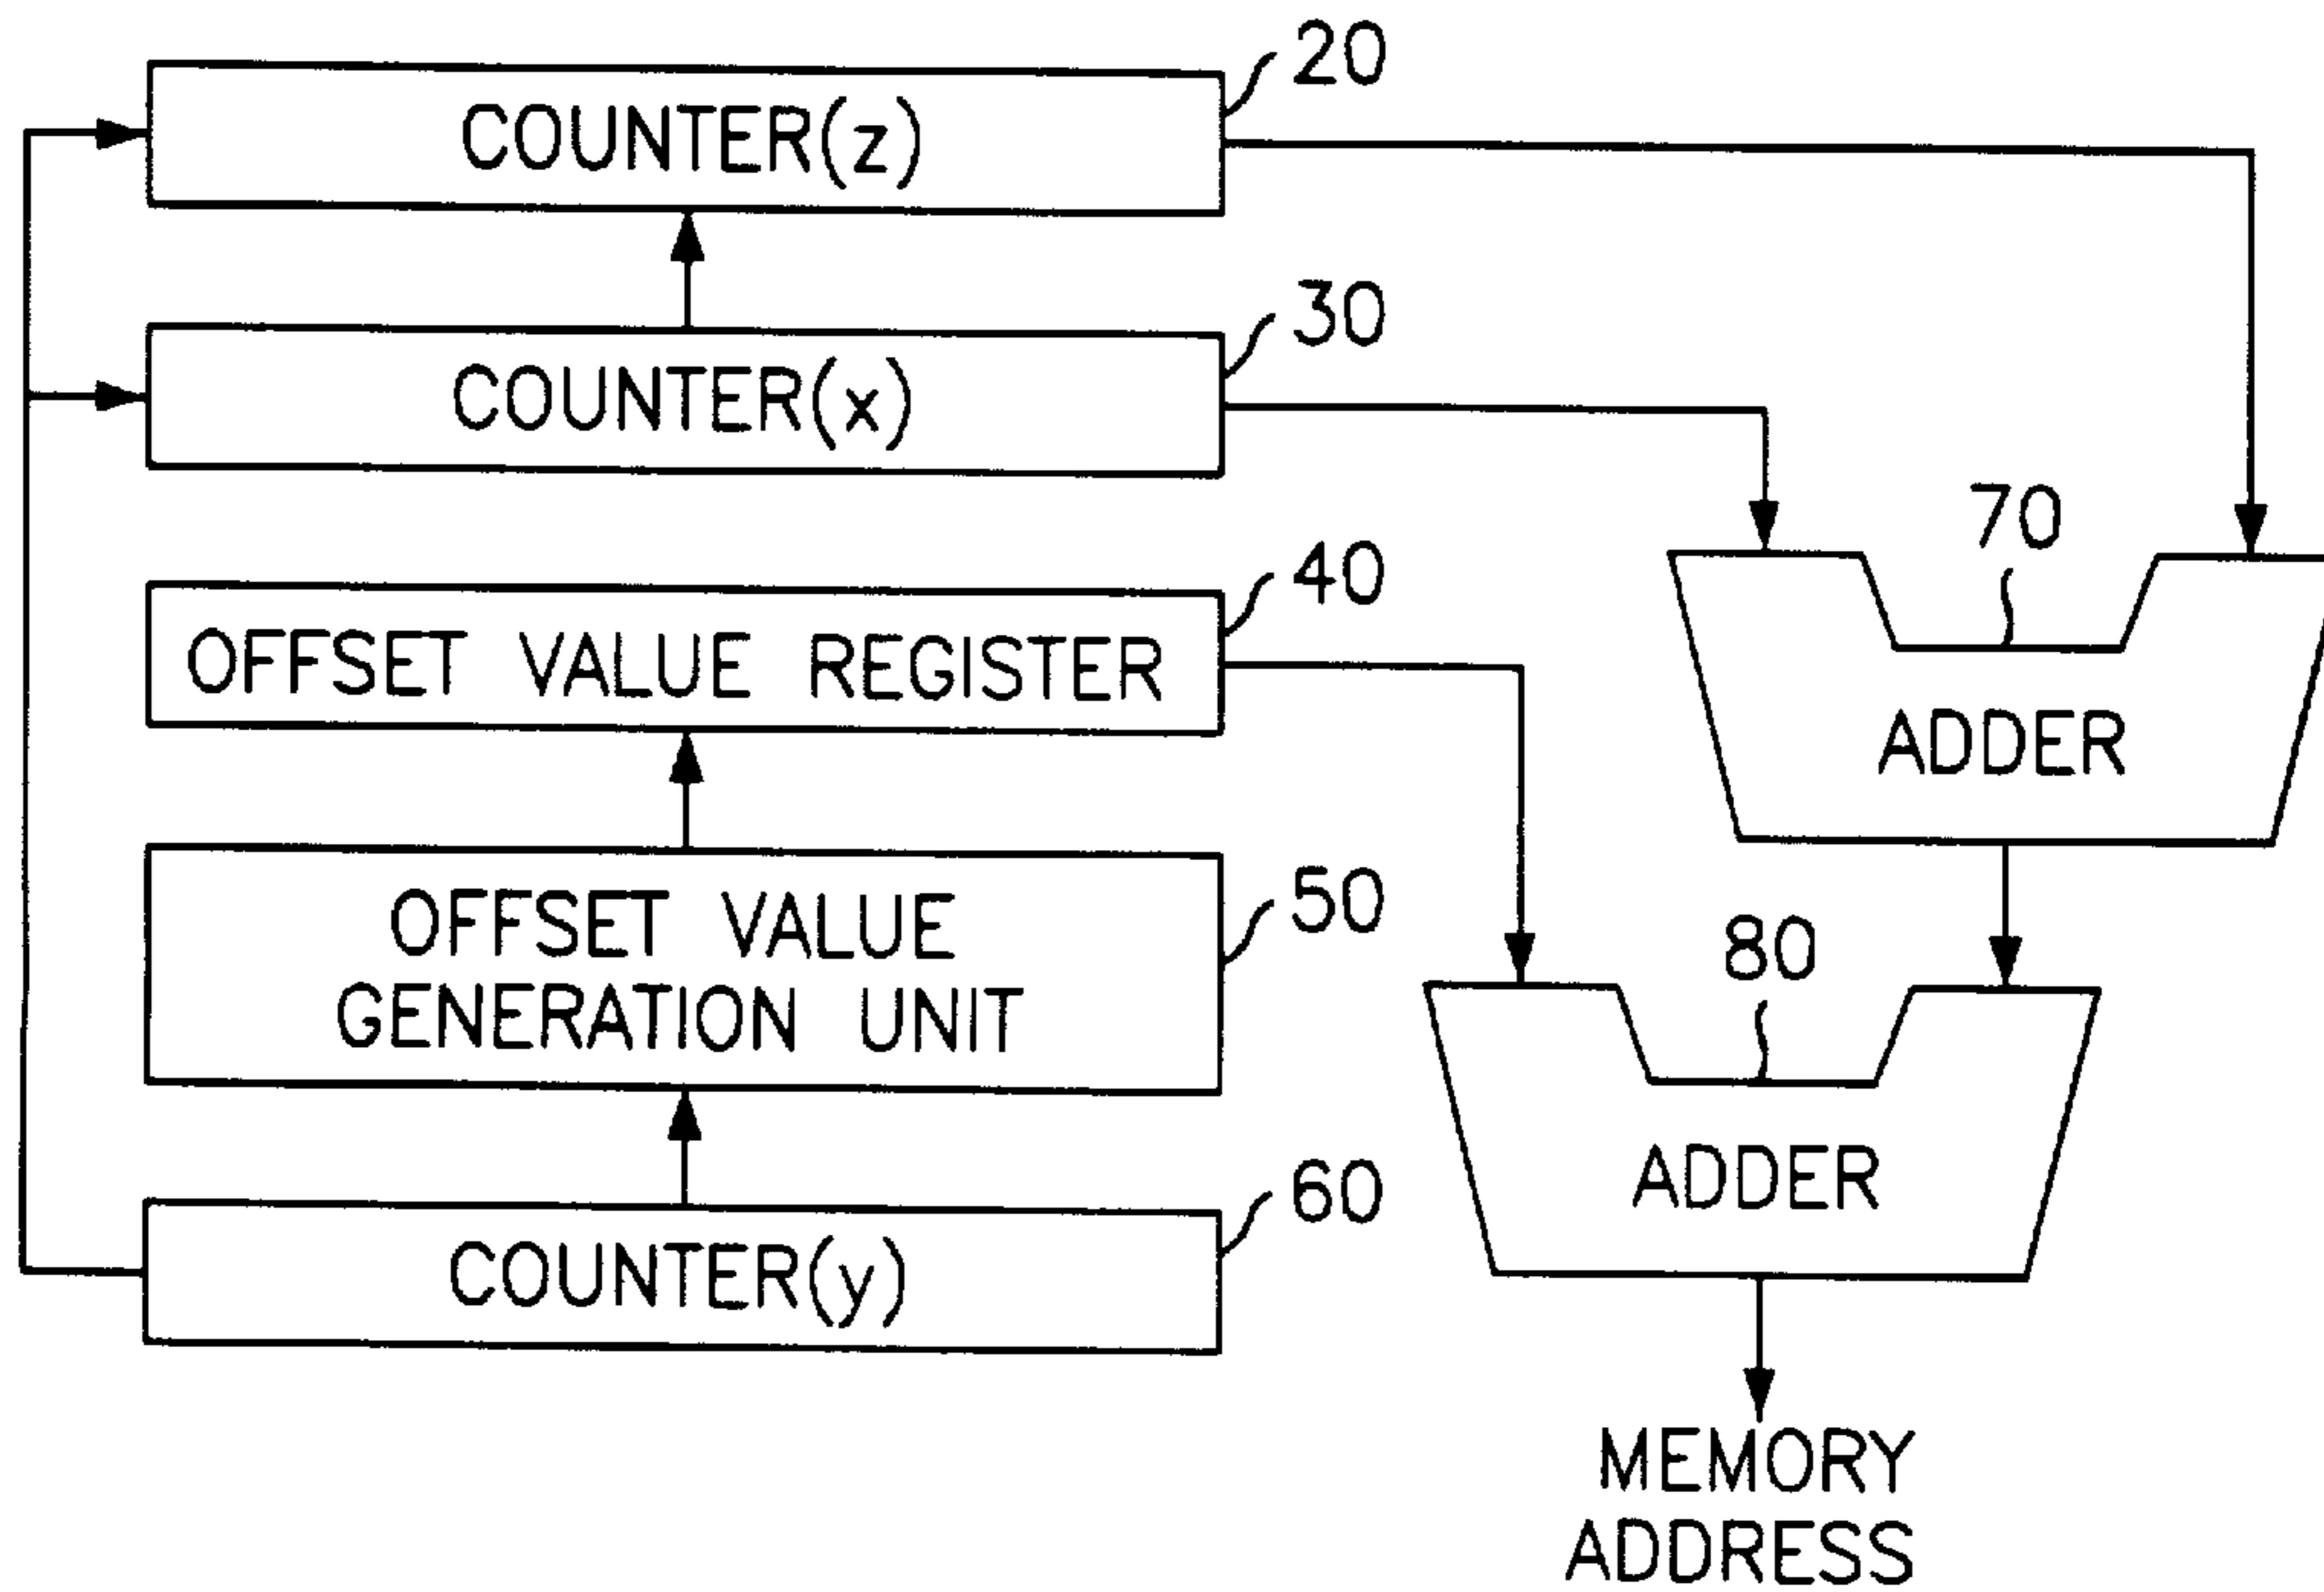 20
COUNTER(z)
30
COUNTER(x)
70
40
OFFSET VALUE REGISTER
ADDER
50
OFFSET VALUE
GENERATION UNIT
80
60
ADDER
COUNTER(y)
MEMORY
ADDRESS